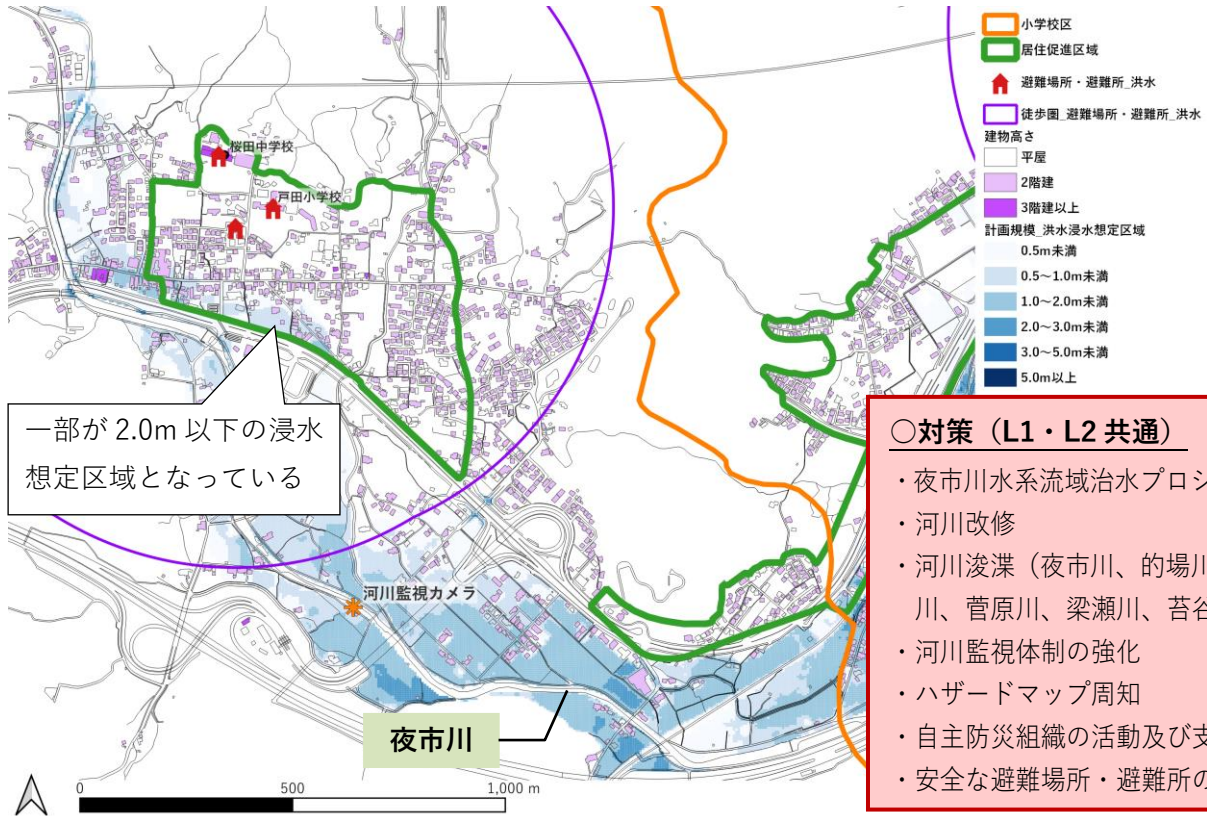 小学校区
居住促進区域
避難場所・避難所_洪水
徒歩圏_避難場所・避難所_洪水
建物高さ
平屋
2階建
3階建以上
計画規模_洪水浸水想定区域
0.5m未満
0.5～1.0m未満
1.0～2.0m未満
2.0～3.0m未満
3.0～5.0m未満
5.0m以上
桜田中学校
戸田小学校
一部が 2.0m 以下の浸水
想定区域となっている
河川監視カメラ
夜市川
○対策（L1・L2 共通）
・夜市川水系流域治水プロジ
・河川改修
・河川浚渫（夜市川、的場川
川、菅原川、梁瀬川、苔谷
・河川監視体制の強化
・ハザードマップ周知
・自主防災組織の活動及び支
・安全な避難場所・避難所の
0 500 1,000 m